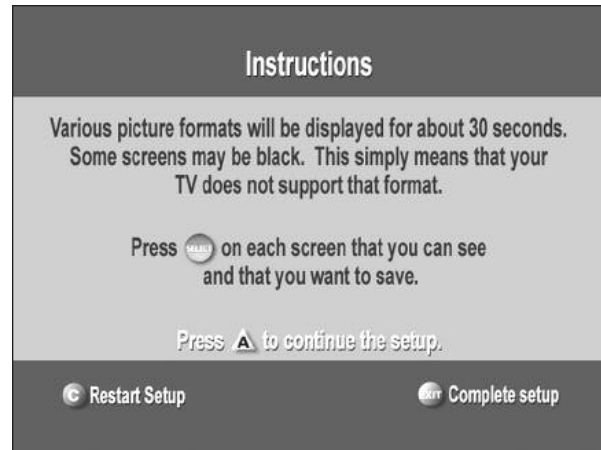 Instructions
Various picture formats will be displayed for about 30 seconds.
Some screens may be black. This simply means that your
TV does not support that format.
Press SELECT on each screen that you can see
and that you want to save.
Press A to continue the setup.
C Restart Setup
EXIT Complete setup